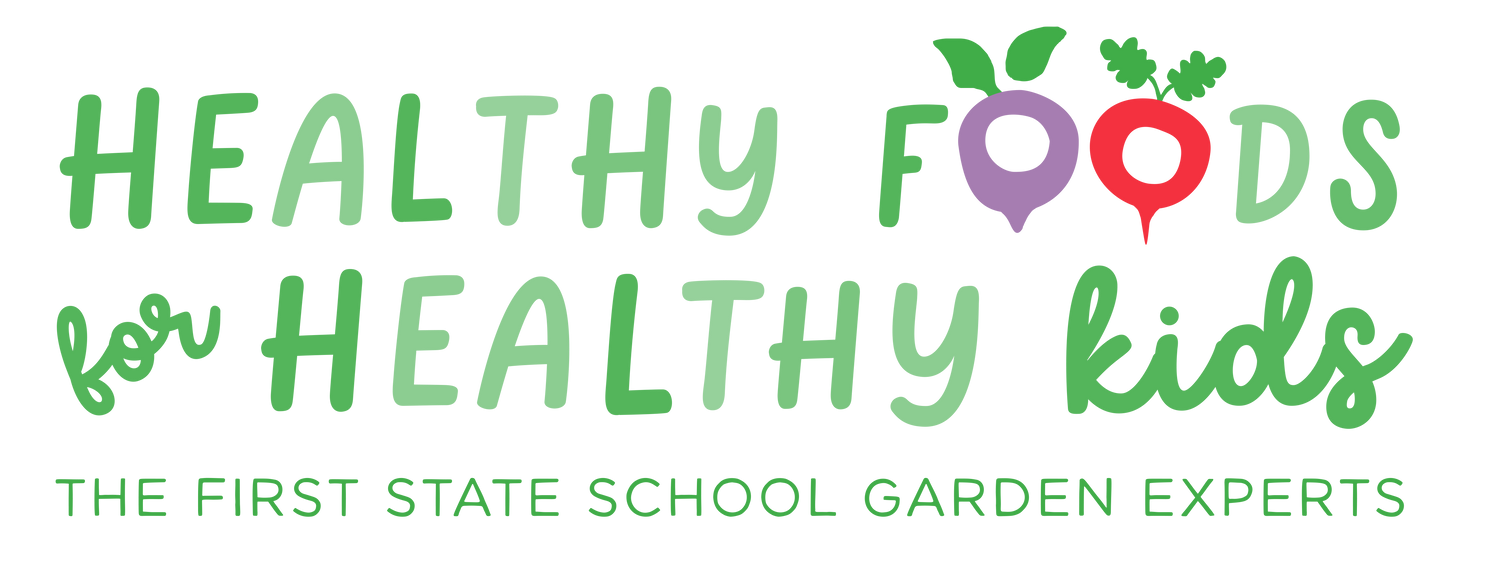 HEALTHY FOODS
for HEALTHY kids
THE FIRST STATE SCHOOL GARDEN EXPERTS